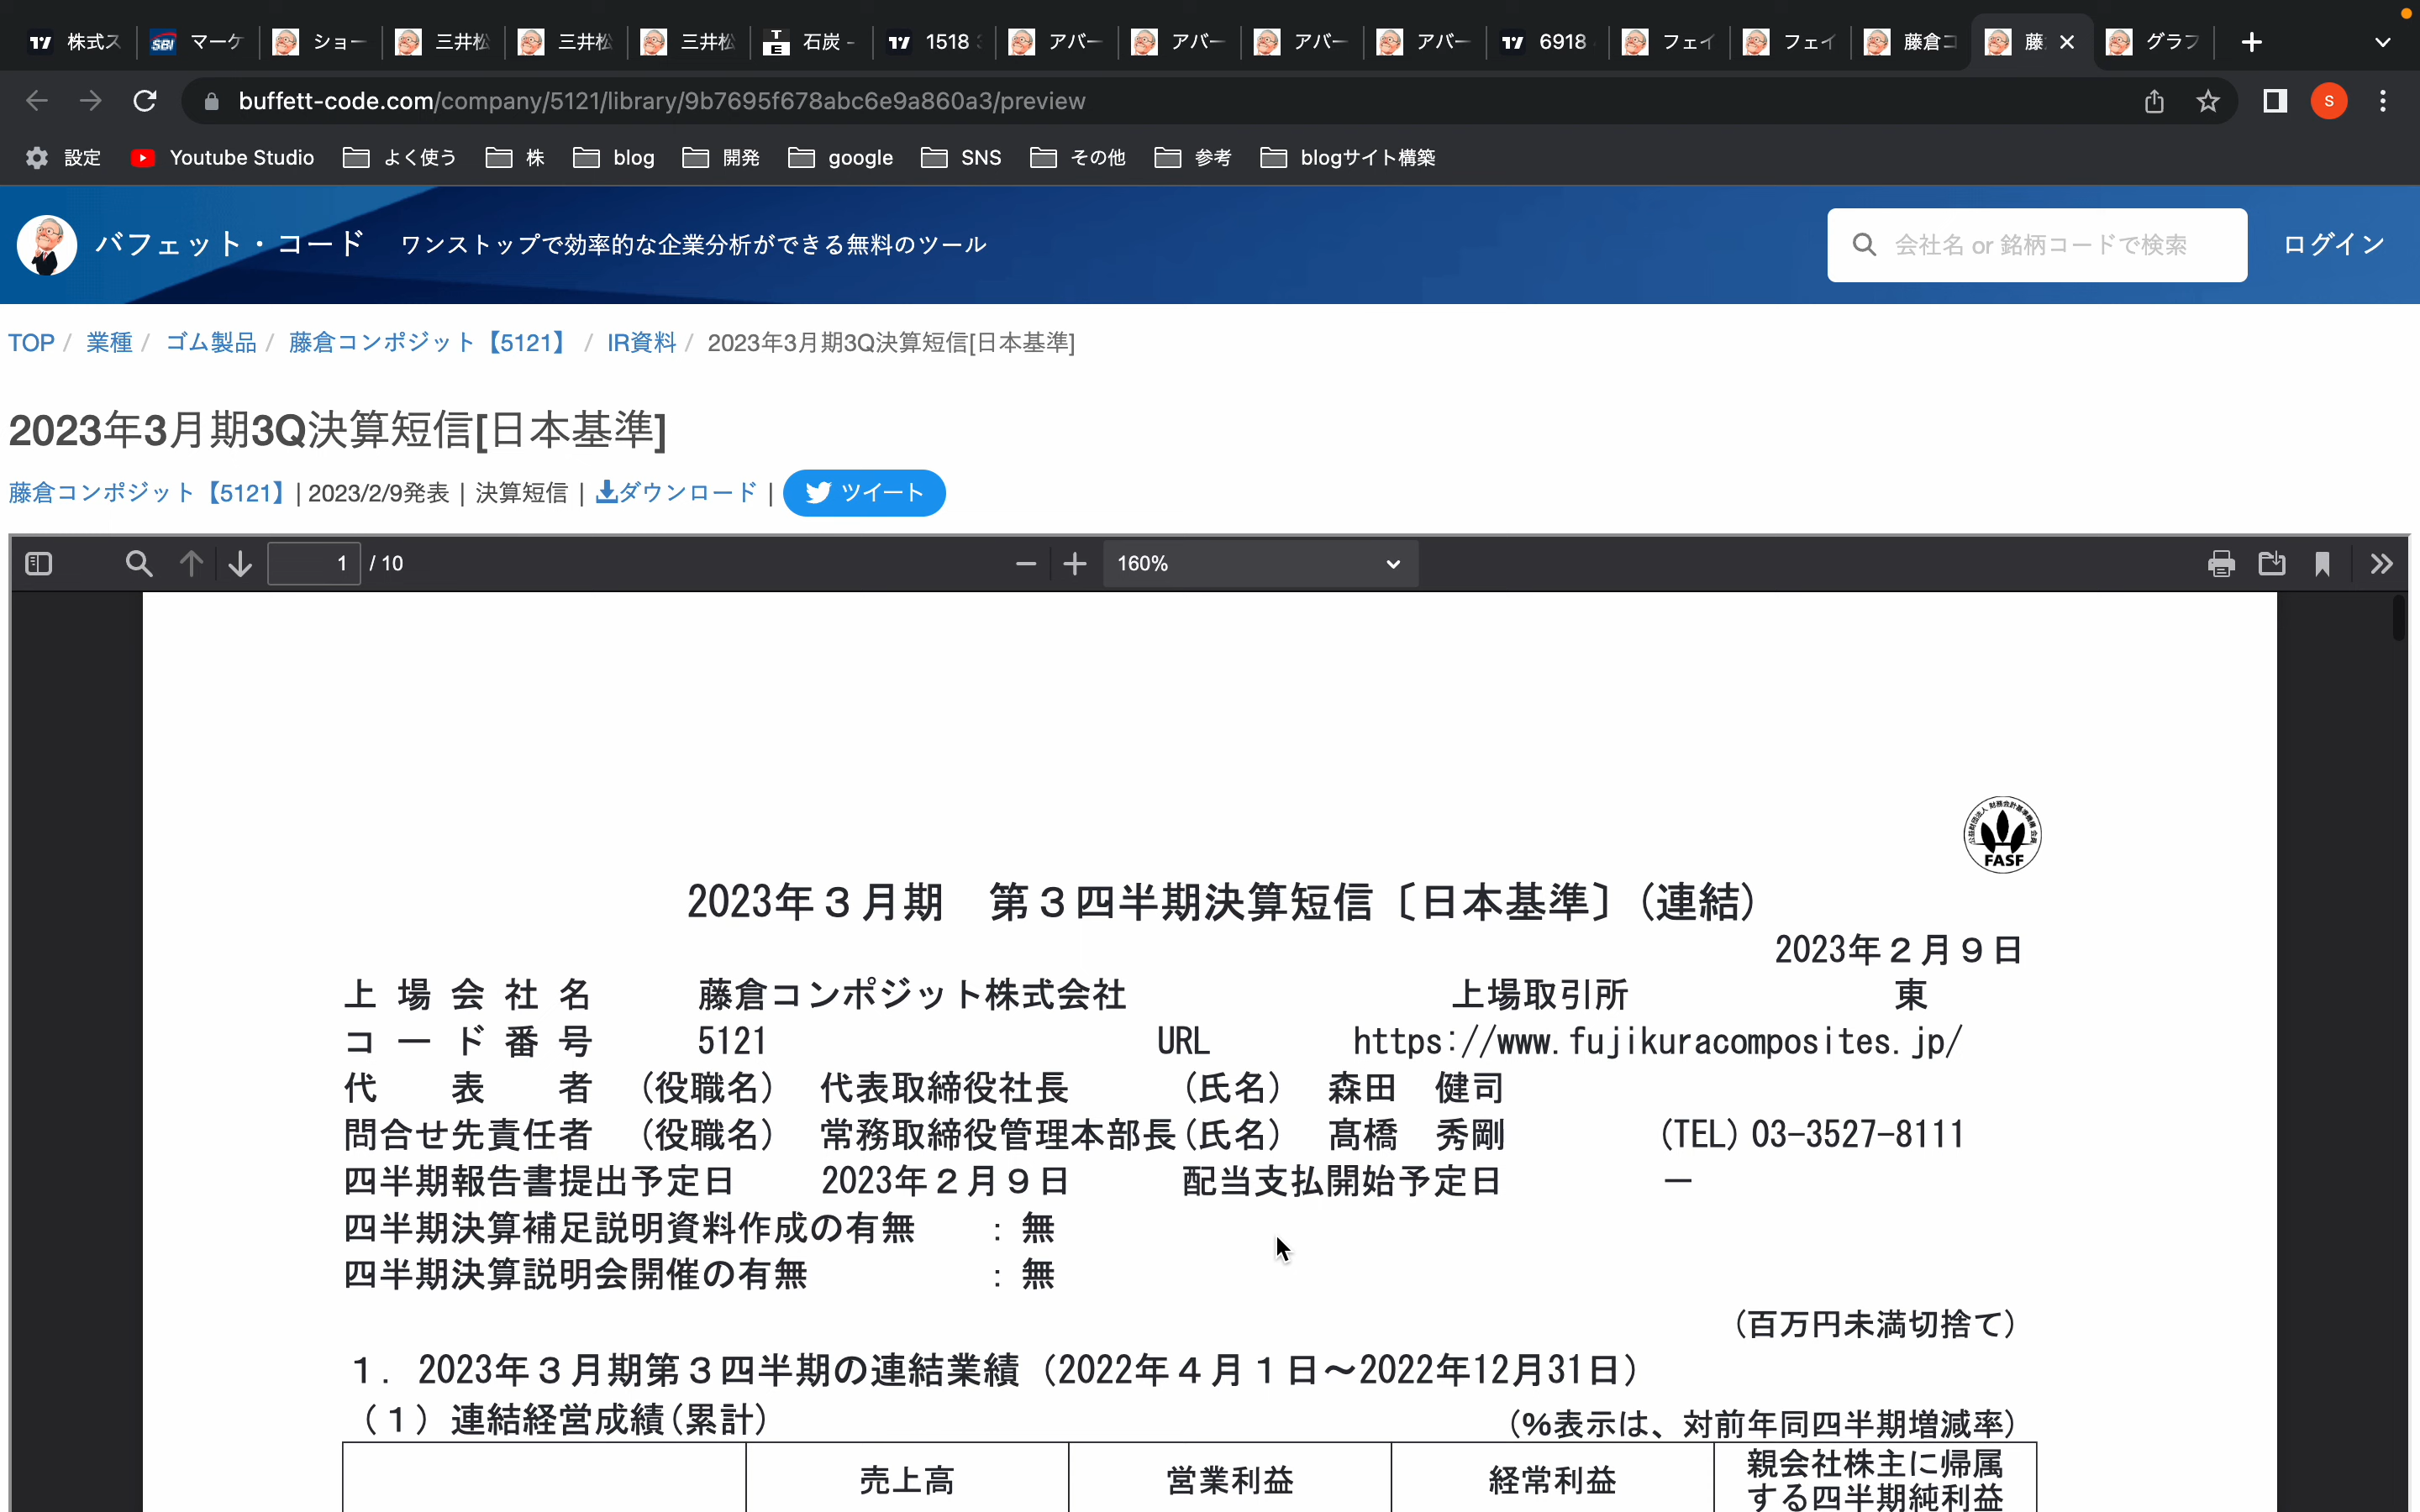 株式ス マーケ ショー 三井松 三井松 三井松 石炭 - 1518 アバー アバー アバー アバー 6918 フェイ フェイ 藤倉コ 藤 グラフ
buffett-code.com/company/5121/library/9b7695f678abc6e9a860a3/preview S
設定 Youtube Studio よく使う 株 blog 開発 google SNS その他 参考 blogサイト構築
バフェット・コード ワンストップで効率的な企業分析ができる無料のツール 会社名 or 銘柄コードで検索 ログイン
TOP / 業種 / ゴム製品 / 藤倉コンポジット【5121】 / IR資料 / 2023年3月期3Q決算短信[日本基準]
2023年3月期3Q決算短信[日本基準]
藤倉コンポジット【5121】| 2023/2/9発表 | 決算短信 | ダウンロード | ツイート
1 / 10 160%
公益財団法人 財務会計基準機構 会員
FASF
2023年3月期 第3四半期決算短信〔日本基準〕(連結)
2023年2月9日
上場会社名 藤倉コンポジット株式会社 上場取引所 東
コード番号 5121 URL https://www.fujikuracomposites.jp/
代表者 (役職名) 代表取締役社長 (氏名) 森田 健司
問合せ先責任者 (役職名) 常務取締役管理本部長 (氏名) 髙橋 秀剛 (TEL) 03-3527-8111
四半期報告書提出予定日 2023年2月9日 配当支払開始予定日 ―
四半期決算補足説明資料作成の有無 : 無
四半期決算説明会開催の有無 : 無
(百万円未満切捨て)
1. 2023年3月期第3四半期の連結業績(2022年4月1日～2022年12月31日)
(1) 連結経営成績(累計) (%表示は、対前年同四半期増減率)
売上高 営業利益 経常利益 親会社株主に帰属
する四半期純利益